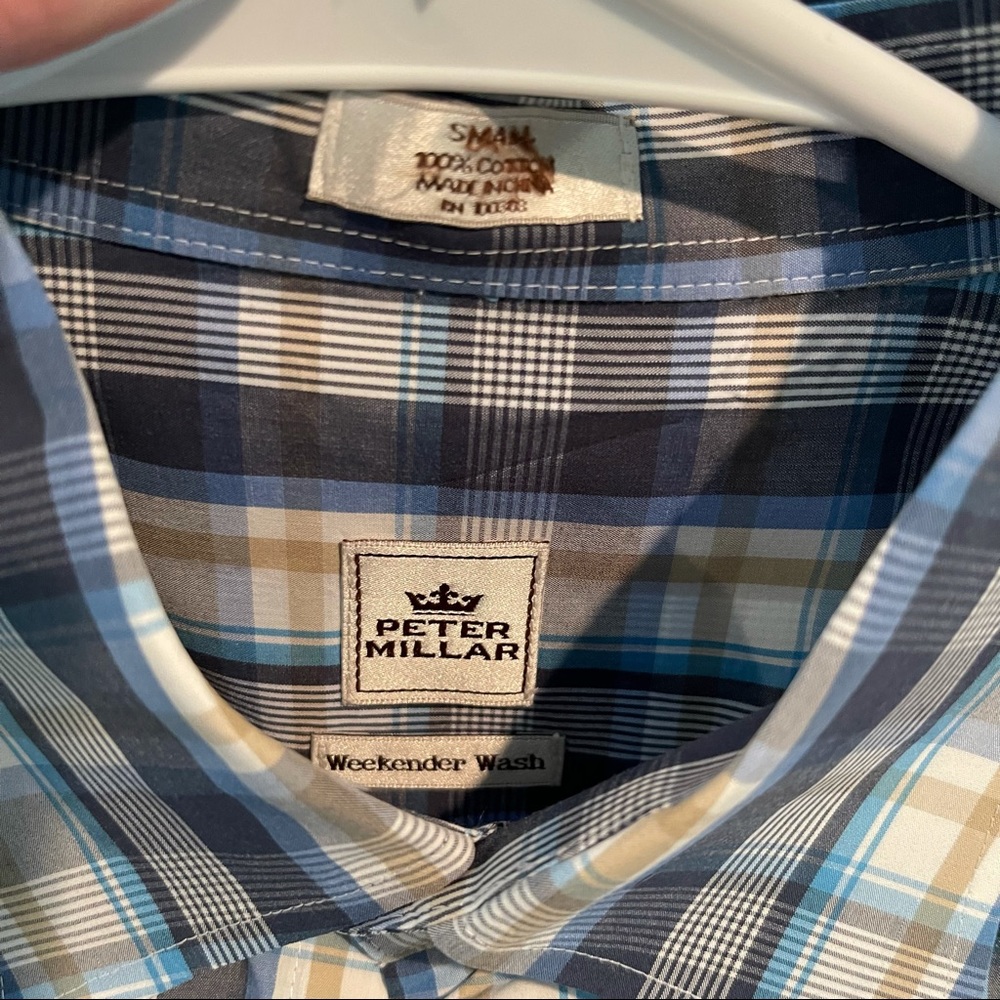 SMALL
100% COTTON
MADE IN CHINA
RN 100303
PETER
MILLAR
Weekender Wash